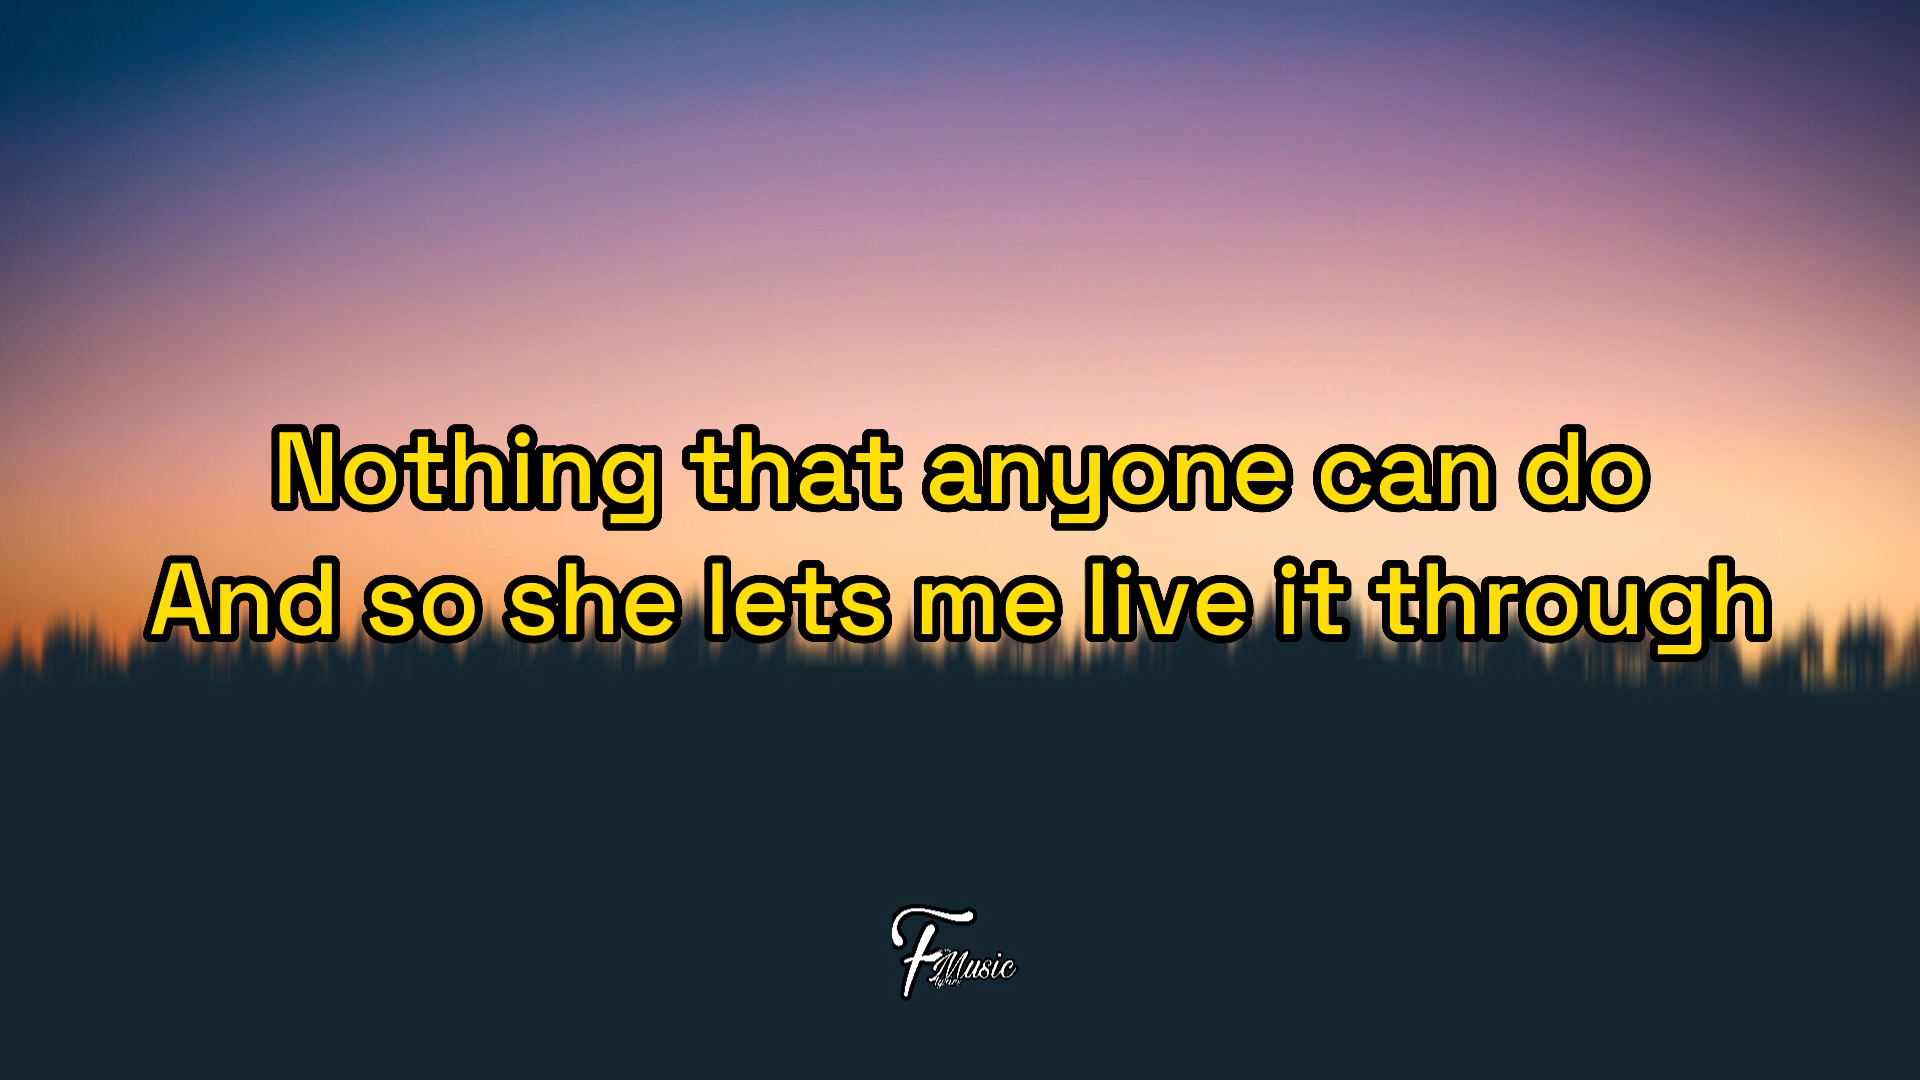 Nothing that anyone can do
And so she lets me live it through
F Music